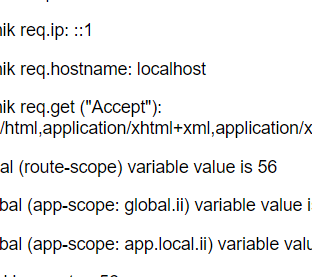 nik req.ip: ::1
nik req.hostname: localhost
nik req.get ("Accept"):
/html,application/xhtml+xml,application/x
al (route-scope) variable value is 56
bal (app-scope: global.ii) variable value i
bal (app-scope: app.local.ii) variable valu